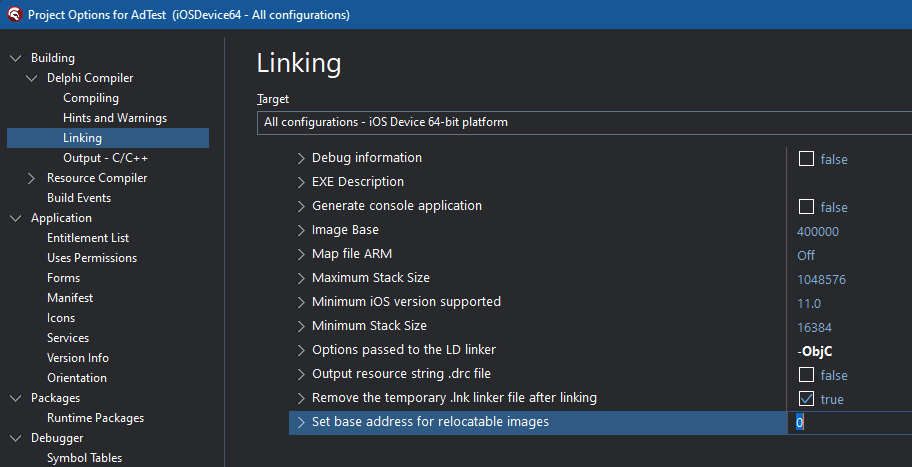 Project Options for AdTest (iOSDevice64 - All configurations)
Building
Delphi Compiler
Compiling
Hints and Warnings
Linking
Output - C/C++
Resource Compiler
Build Events
Application
Entitlement List
Uses Permissions
Forms
Manifest
Icons
Services
Version Info
Orientation
Packages
Runtime Packages
Debugger
Symbol Tables
Linking
Target
All configurations - iOS Device 64-bit platform
Debug information false
EXE Description
Generate console application false
Image Base 400000
Map file ARM Off
Maximum Stack Size 1048576
Minimum iOS version supported 11.0
Minimum Stack Size 16384
Options passed to the LD linker -ObjC
Output resource string .drc file false
Remove the temporary .lnk linker file after linking true
Set base address for relocatable images 0